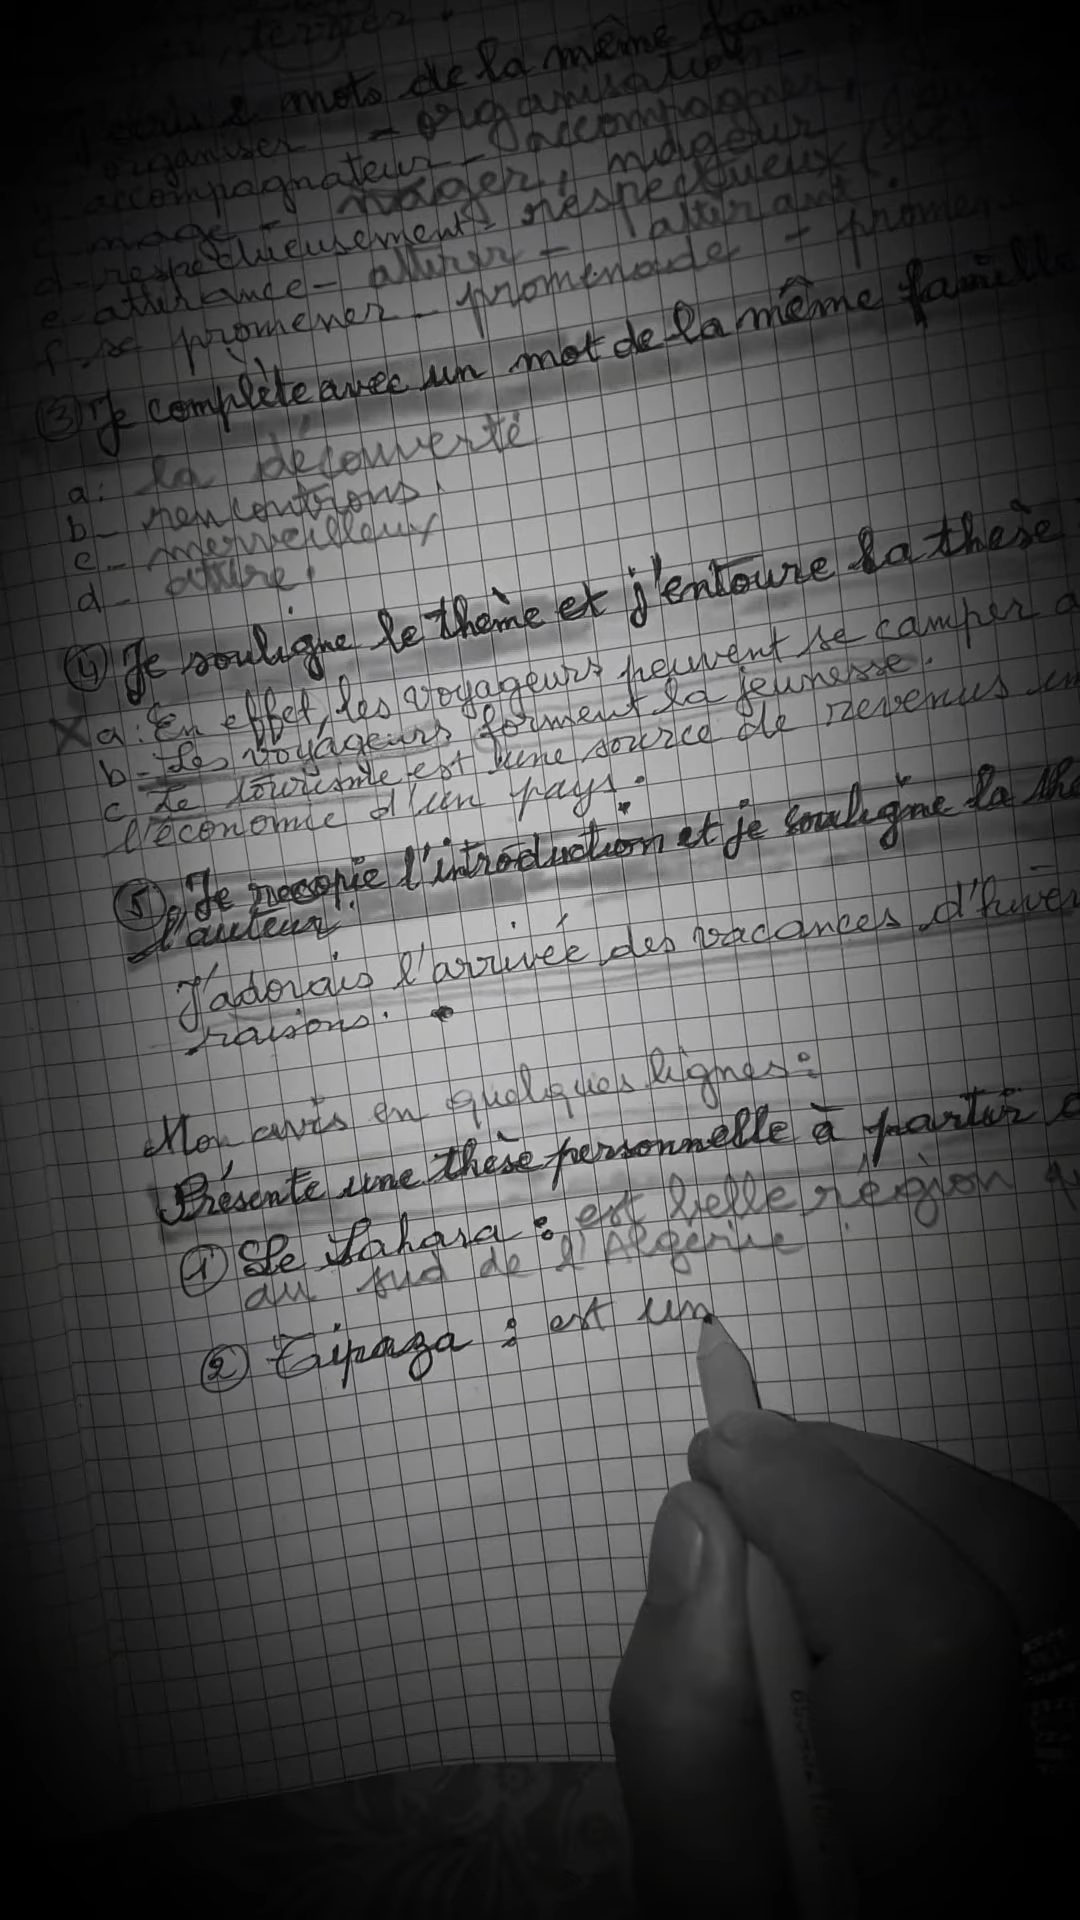 J'écris 2 mots de la même
organiser - organisation -
accompagnateur - accompagner,
c - nage - nager, nageur
d - respectueusement - respectueux
e - attirance - attirer - attirant.
f - se promener - promenade - promen
③ Je complète avec un mot de la même famille
a: la découverté
b - rencontrons.
c - merveilleux
d - attire.
④ Je souligne le thème et j'entoure la thèse
X a: En effet, les voyageurs peuvent se camper
b - Les voyageurs forment la jeunesse.
c - Le tourisme est une source de revenus
l'économie d'un pays.
⑤ Je recopie l'introduction et je souligne la
l'auteur.
J'adorais l'arrivée des vacances d'hiver
raisons.
Mon avis en quelques lignes:
Présente une thèse personnelle à partir
① Le Sahara : est belle région
au sud de l'Algérie.
② Tipaza : est un